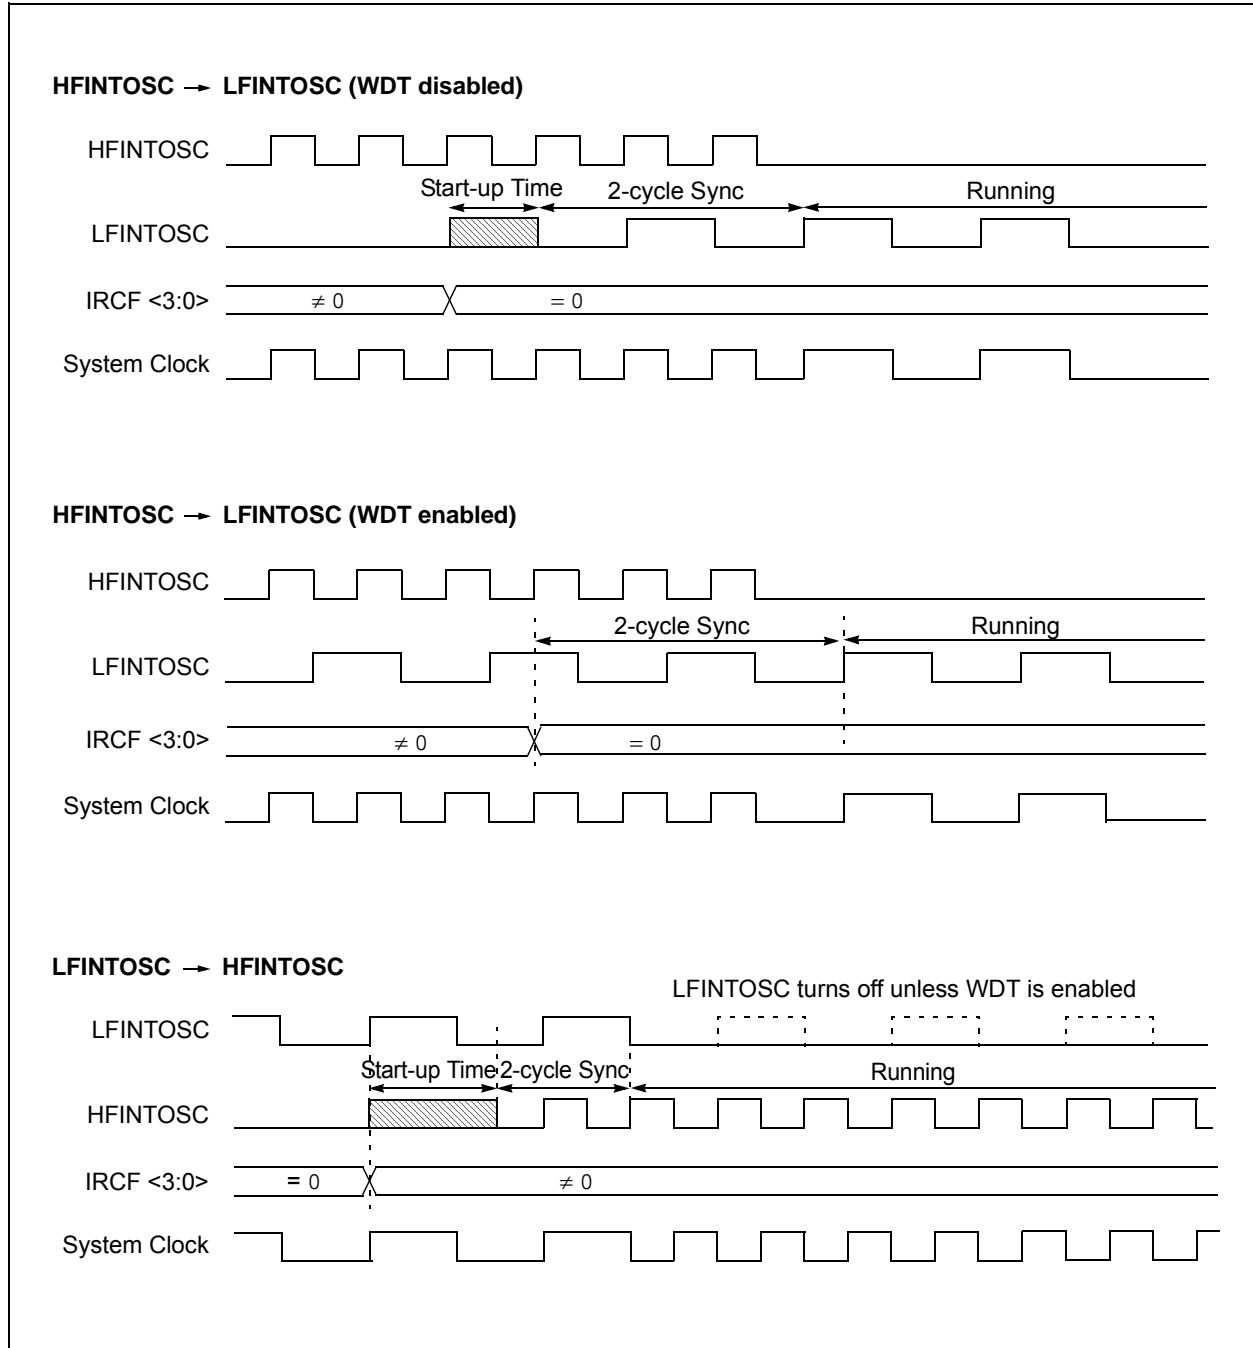 HFINTOSC → LFINTOSC (WDT disabled)
HFINTOSC
Start-up Time 2-cycle Sync Running
LFINTOSC
IRCF <3:0> ≠ 0 = 0
System Clock
HFINTOSC → LFINTOSC (WDT enabled)
HFINTOSC
2-cycle Sync Running
LFINTOSC
IRCF <3:0> ≠ 0 = 0
System Clock
LFINTOSC → HFINTOSC
LFINTOSC turns off unless WDT is enabled
LFINTOSC
Start-up Time 2-cycle Sync Running
HFINTOSC
IRCF <3:0> = 0 ≠ 0
System Clock